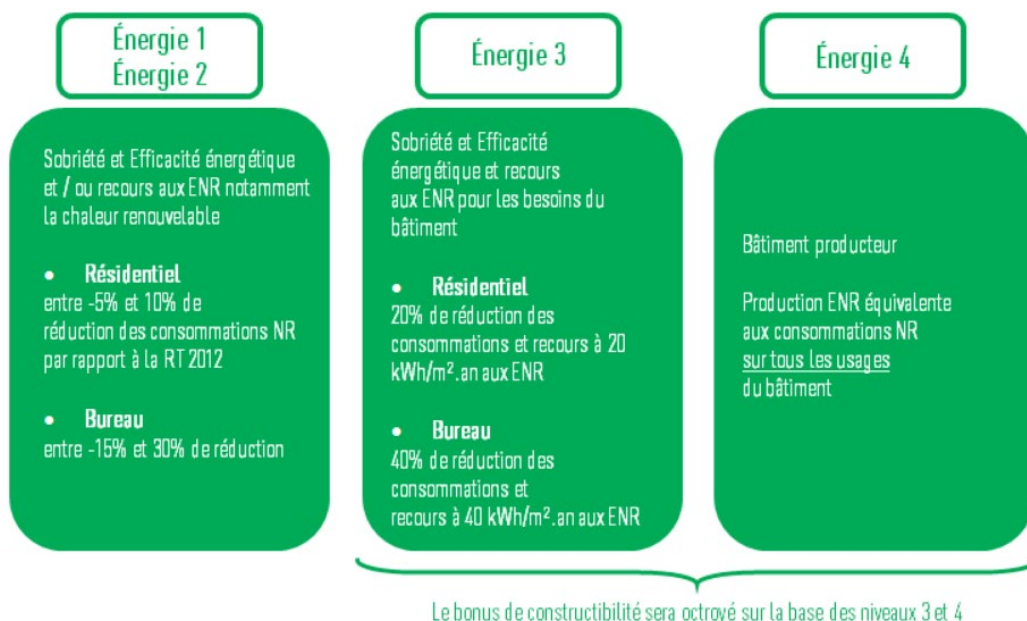 Énergie 1
Énergie 2
Sobriété et Efficacité énergétique
et / ou recours aux ENR notamment
la chaleur renouvelable
• Résidentiel
entre -5% et 10% de
réduction des consommations NR
par rapport à la RT 2012
• Bureau
entre -15% et 30% de réduction
Énergie 3
Sobriété et Efficacité
énergétique et recours
aux ENR pour les besoins du
bâtiment
• Résidentiel
20% de réduction des
consommations et recours à 20
kWh/m².an aux ENR
• Bureau
40% de réduction des
consommations et
recours à 40 kWh/m².an aux ENR
Énergie 4
Bâtiment producteur
Production ENR équivalente
aux consommations NR
sur tous les usages
du bâtiment
Le bonus de constructibilité sera octroyé sur la base des niveaux 3 et 4